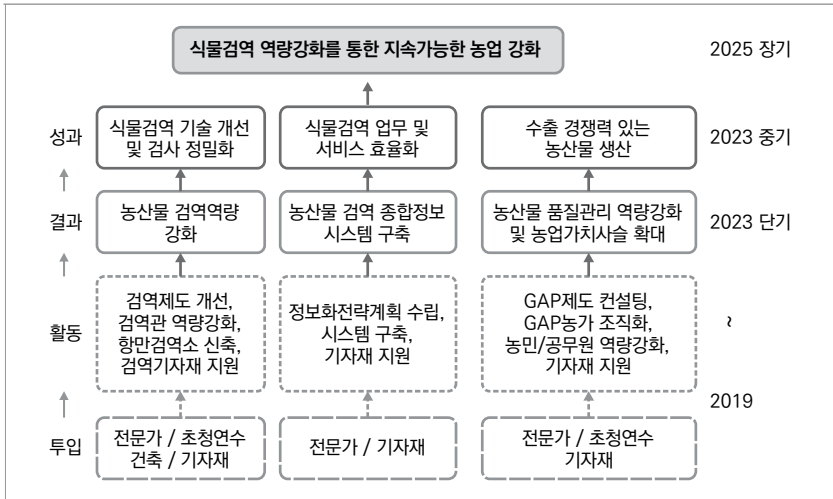 식물검역 역량강화를 통한 지속가능한 농업 강화
2025 장기
성과
식물검역 기술 개선
및 검사 정밀화
식물검역 업무 및
서비스 효율화
수출 경쟁력 있는
농산물 생산
2023 중기
결과
농산물 검역역량
강화
농산물 검역 종합정보
시스템 구축
농산물 품질관리 역량강화
및 농업가치사슬 확대
2023 단기
활동
검역제도 개선,
검역관 역량강화,
항만검역소 신축,
검역기자재 지원
정보화전략계획 수립,
시스템 구축,
기자재 지원
GAP제도 컨설팅,
GAP농가 조직화,
농민/공무원 역량강화,
기자재 지원
~
2019
투입
전문가 / 초청연수
건축 / 기자재
전문가 / 기자재
전문가 / 초청연수
기자재